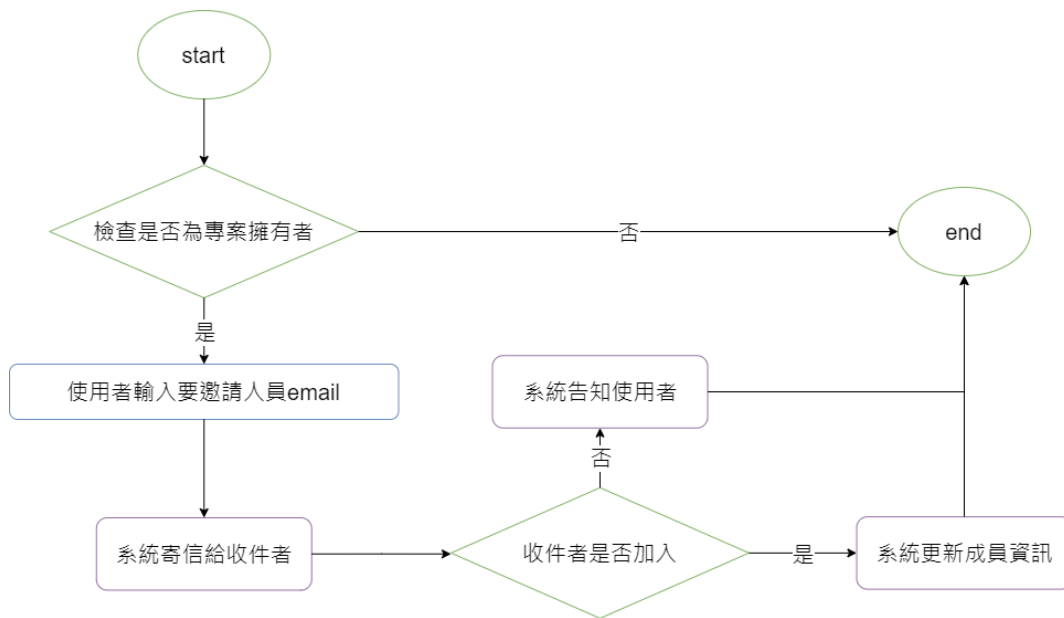 start
檢查是否為專案擁有者
否
end
是
使用者輸入要邀請人員email
系統告知使用者
否
系統寄信給收件者
收件者是否加入
是
系統更新成員資訊